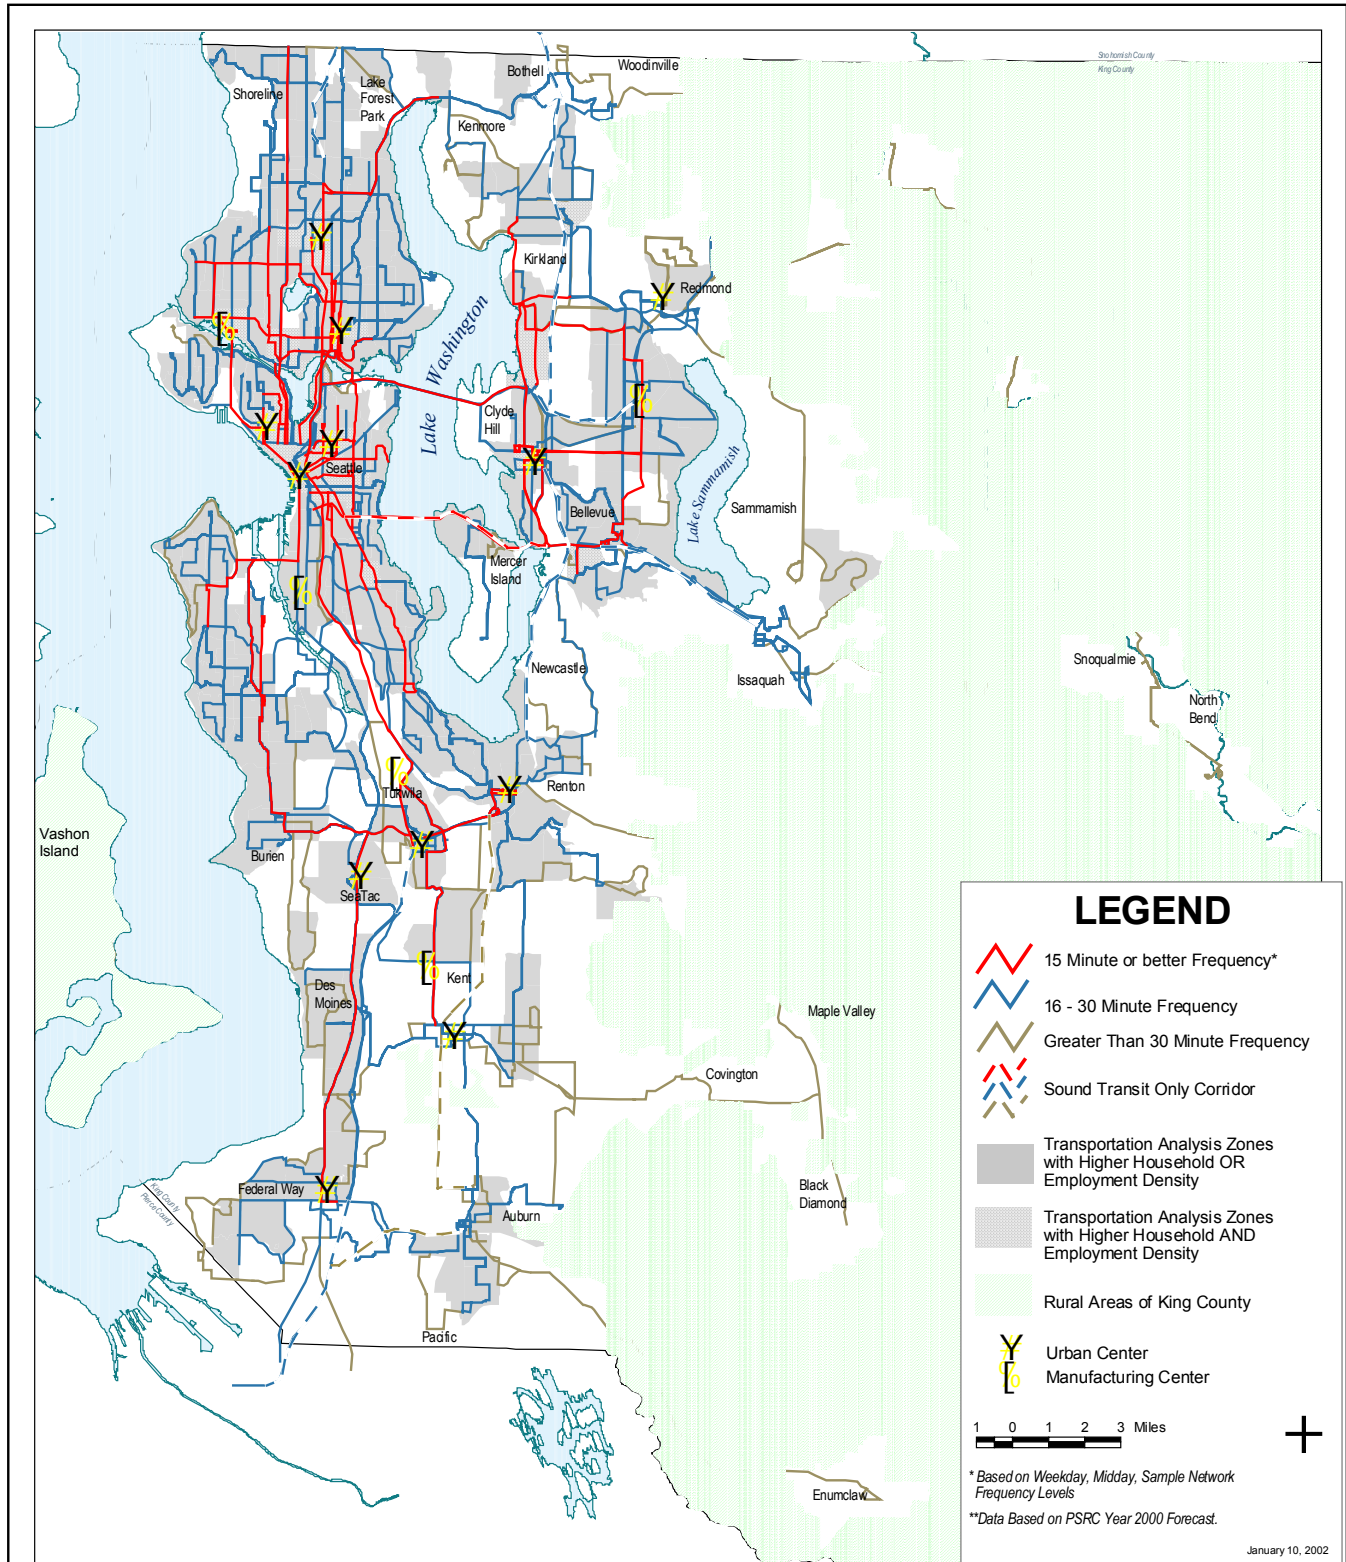 Snohomish County
King County
Woodinville
Bothell
Lake
Forest
Park
Shoreline
Kenmore
Kirkland
Redmond
Lake Washington
Clyde
Hill
Seattle
Bellevue
Lake Sammamish
Sammamish
Mercer
Island
Newcastle
Issaquah
Snoqualmie
North
Bend
Renton
Tukwila
Vashon
Island
Burien
SeaTac
Kent
Des
Moines
Maple Valley
Covington
Black
Diamond
Federal Way
King County
Pierce County
Auburn
Pacific
Enumclaw
LEGEND
15 Minute or better Frequency*
16 - 30 Minute Frequency
Greater Than 30 Minute Frequency
Sound Transit Only Corridor
Transportation Analysis Zones
with Higher Household OR
Employment Density
Transportation Analysis Zones
with Higher Household AND
Employment Density
Rural Areas of King County
Urban Center
Manufacturing Center
1 0 1 2 3 Miles
* Based on Weekday, Midday, Sample Network
Frequency Levels
**Data Based on PSRC Year 2000 Forecast.
January 10, 2002